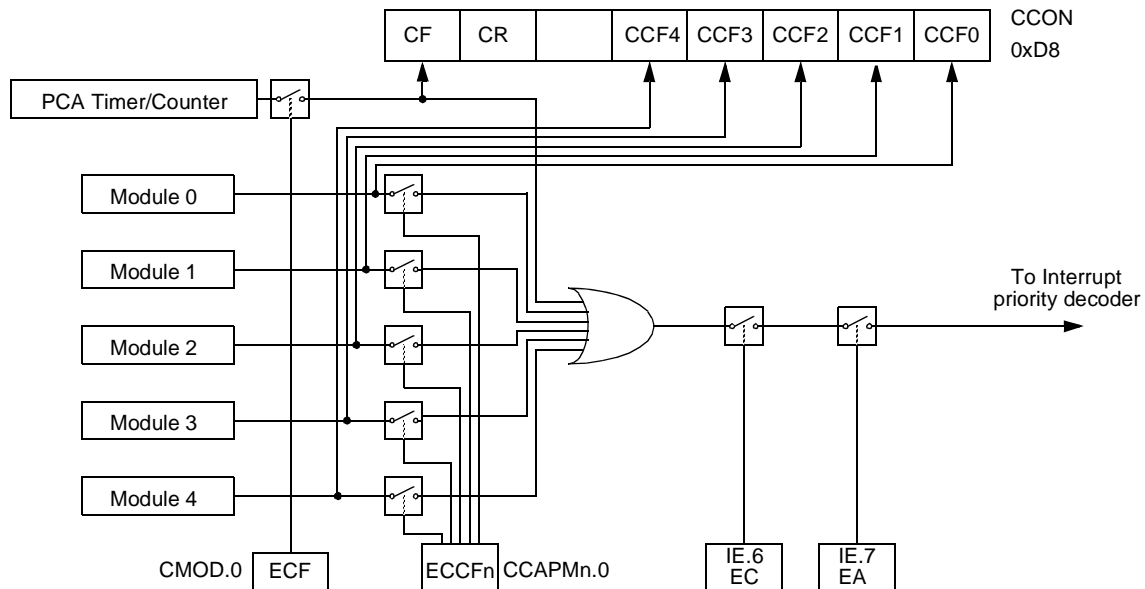 CF CR CCF4 CCF3 CCF2 CCF1 CCF0
CCON
0xD8
PCA Timer/Counter
Module 0
Module 1
Module 2
Module 3
Module 4
To Interrupt
priority decoder
CMOD.0
ECF
ECCFn
CCAPMn.0
IE.6
EC
IE.7
EA